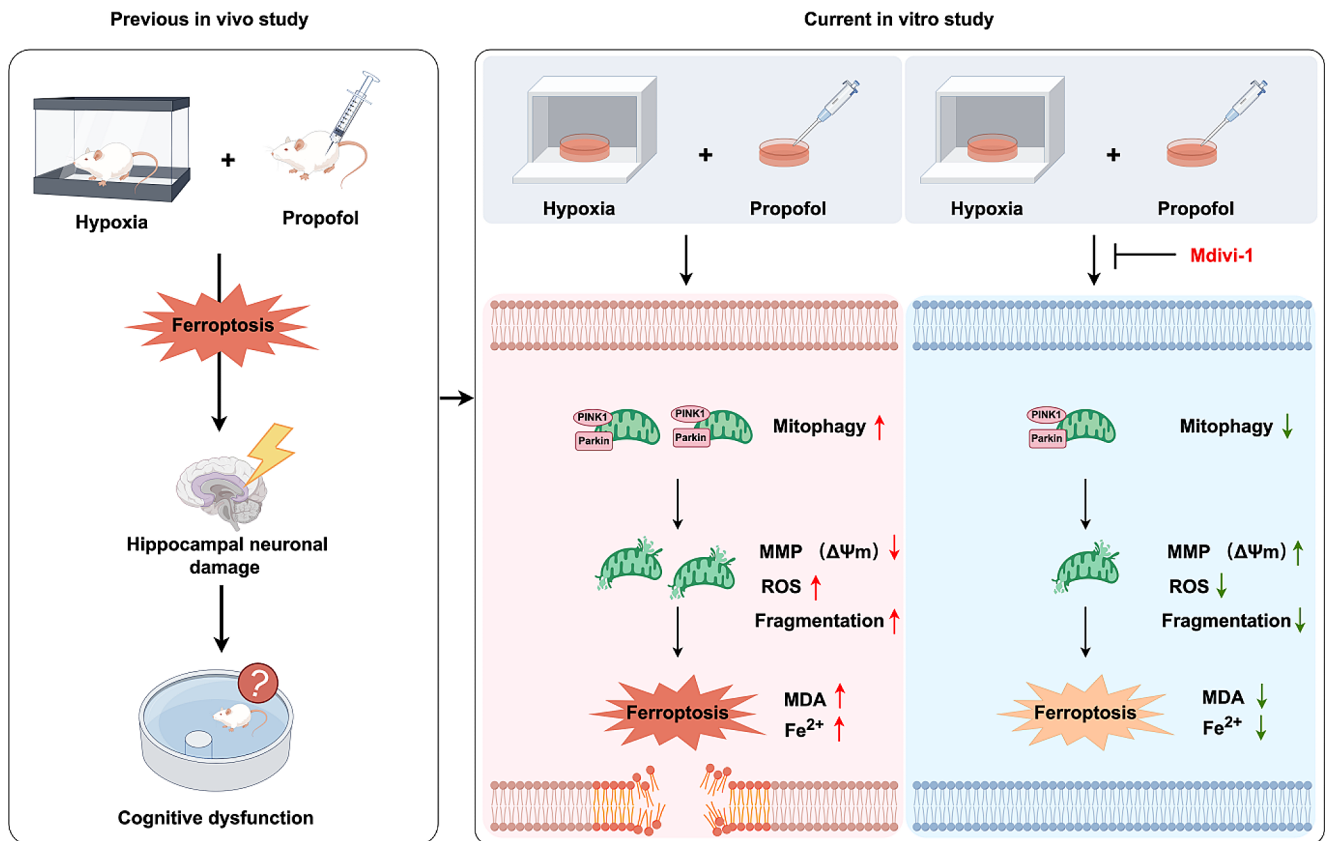 Previous in vivo study
Current in vitro study
+
Hypoxia
Propofol
Ferroptosis
Hippocampal neuronal
damage
?
Cognitive dysfunction
+
Hypoxia
Propofol
PINK1
Parkin
PINK1
Parkin
Mitophagy ↑
MMP (ΔΨm) ↓
ROS ↑
Fragmentation ↑
Ferroptosis
MDA ↑
Fe²⁺ ↑
+
Hypoxia
Propofol
Mdivi-1
PINK1
Parkin
Mitophagy ↓
MMP (ΔΨm) ↑
ROS ↓
Fragmentation ↓
Ferroptosis
MDA ↓
Fe²⁺ ↓